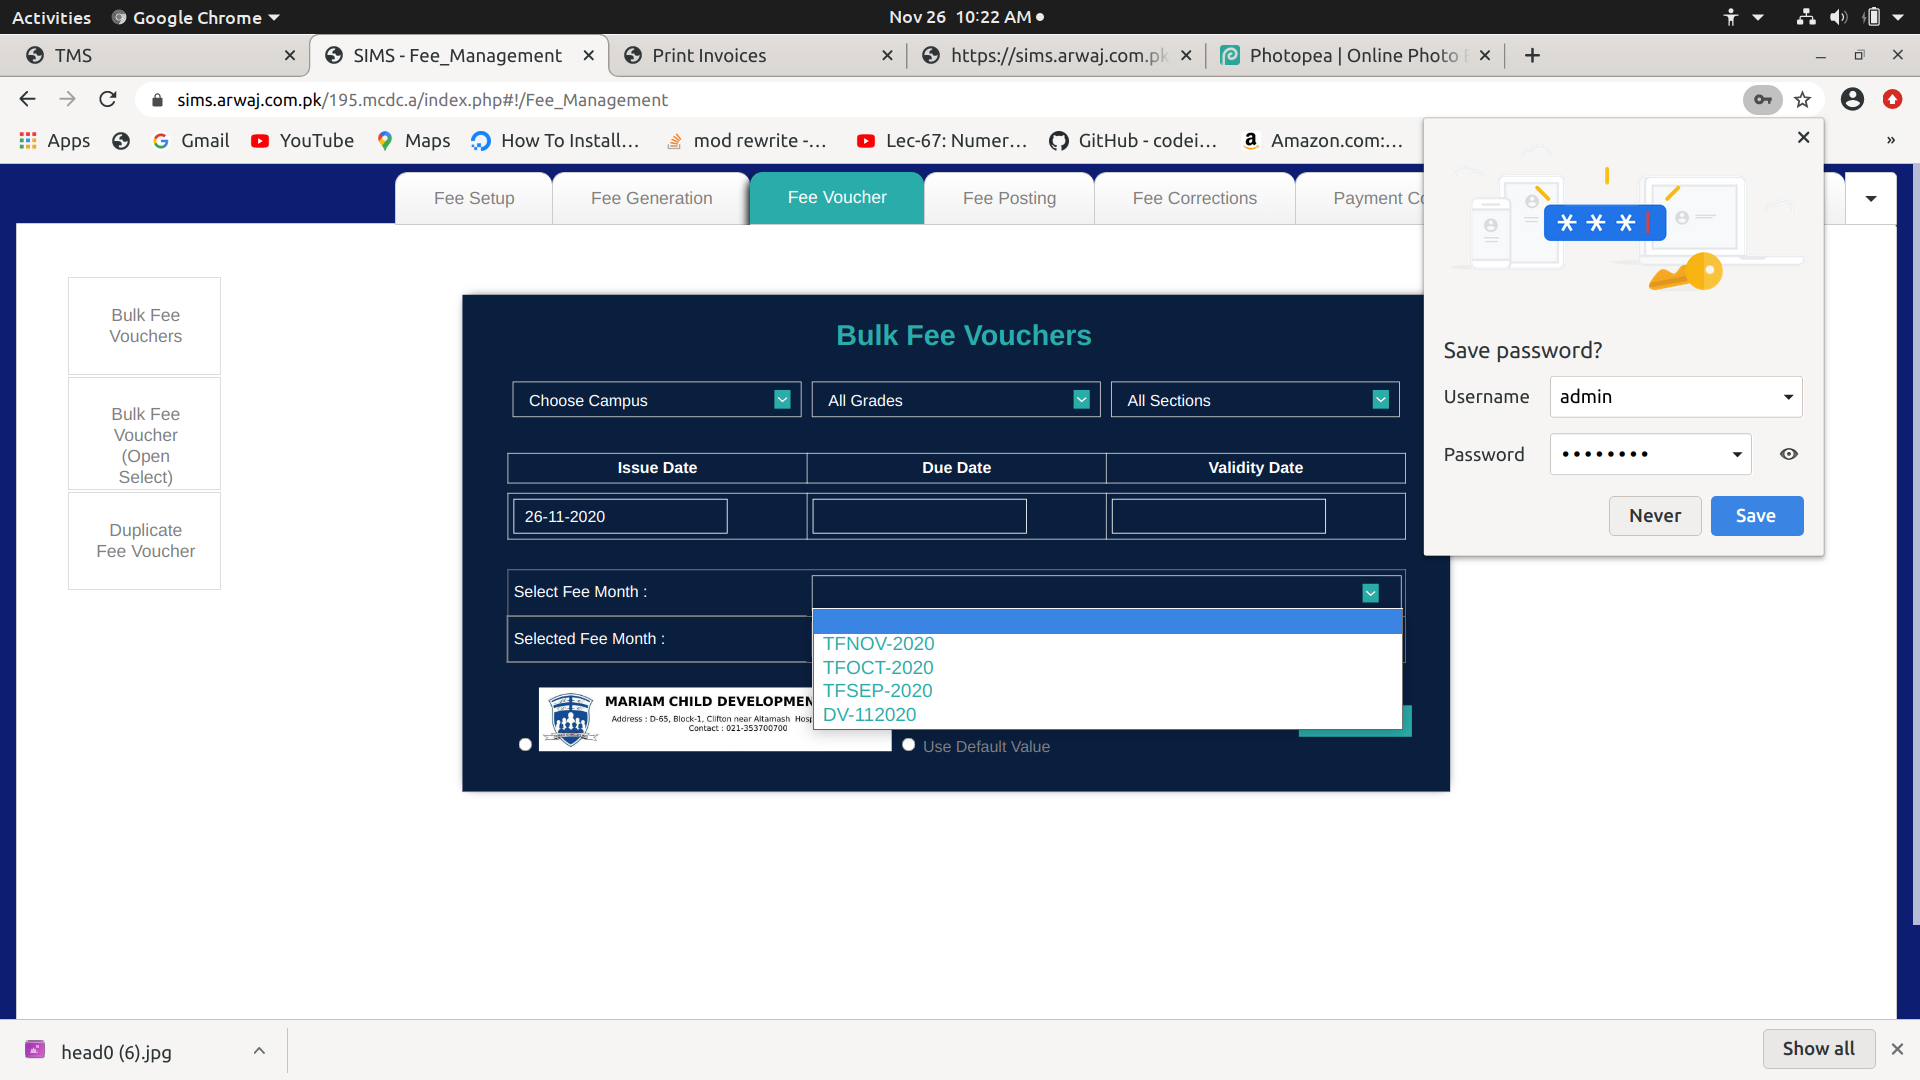 Activities Google Chrome Nov 26 10:22 AM
TMS SIMS - Fee_Management Print Invoices https://sims.arwaj.com.pk Photopea | Online Photo
sims.arwaj.com.pk/195.mcdc.a/index.php#!/Fee_Management
Apps Gmail YouTube Maps How To Install... mod rewrite -... Lec-67: Numer... GitHub - codei... Amazon.com:... »
Fee Setup Fee Generation Fee Voucher Fee Posting Fee Corrections Payment
* * *
Save password?
Username admin
Password ••••••••
Never Save
Bulk Fee
Vouchers
Bulk Fee
Voucher
(Open
Select)
Duplicate
Fee Voucher
Bulk Fee Vouchers
Choose Campus All Grades All Sections
Issue Date Due Date Validity Date
26-11-2020
Select Fee Month :
Selected Fee Month :
TFNOV-2020
TFOCT-2020
TFSEP-2020
DV-112020
MARIAM CHILD DEVELOPMEN
Address : D-65, Block-1, Clifton near Altamash Hosp
Contact : 021-353700700
Use Default Value
head0 (6).jpg Show all